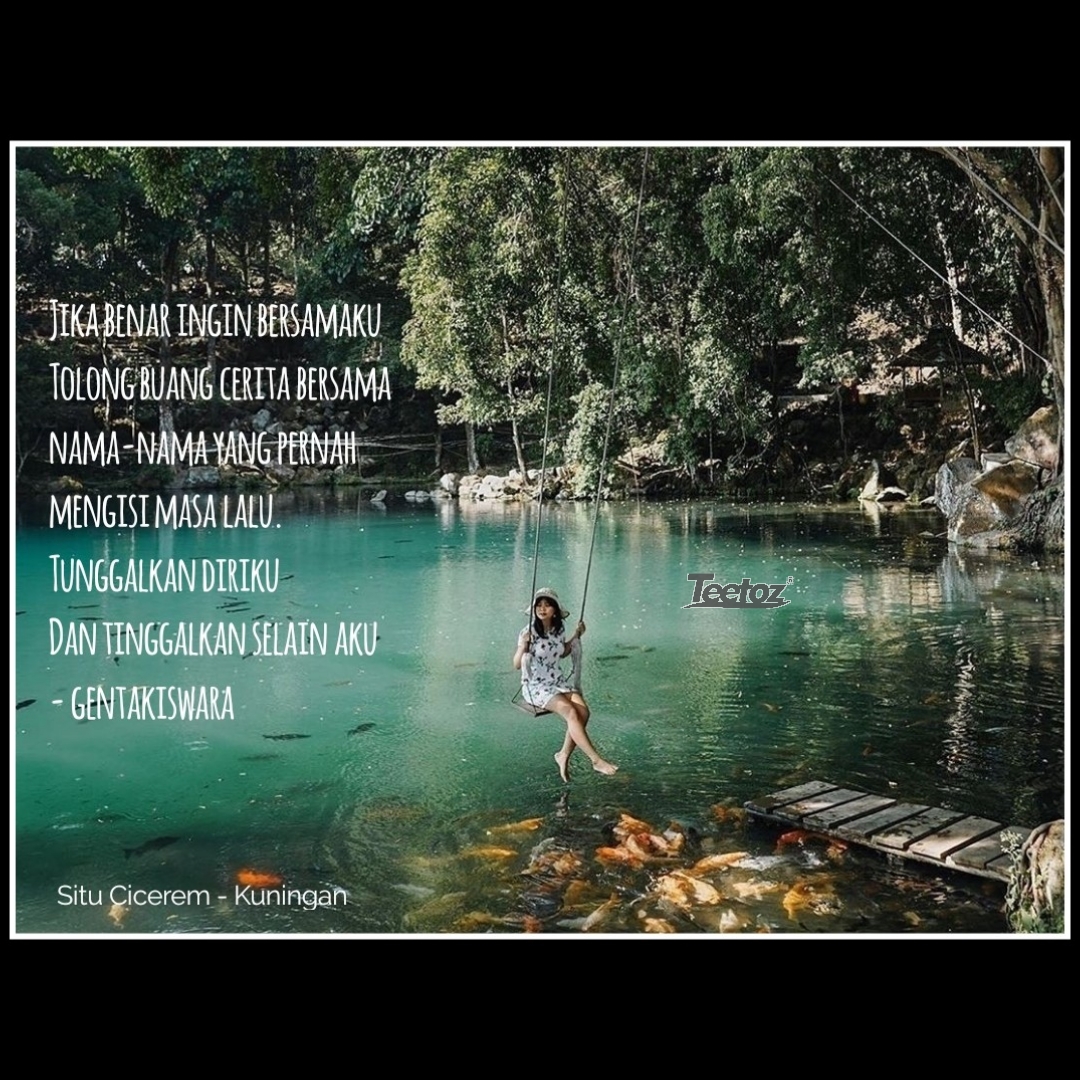 Jika benar ingin bersamaku
Tolong buang cerita bersama
nama-nama yang pernah
mengisi masa lalu.
Tunggalkan diriku
Dan tinggalkan selain aku
- gentakiswara
Teetoz
Situ Cicerem - Kuningan